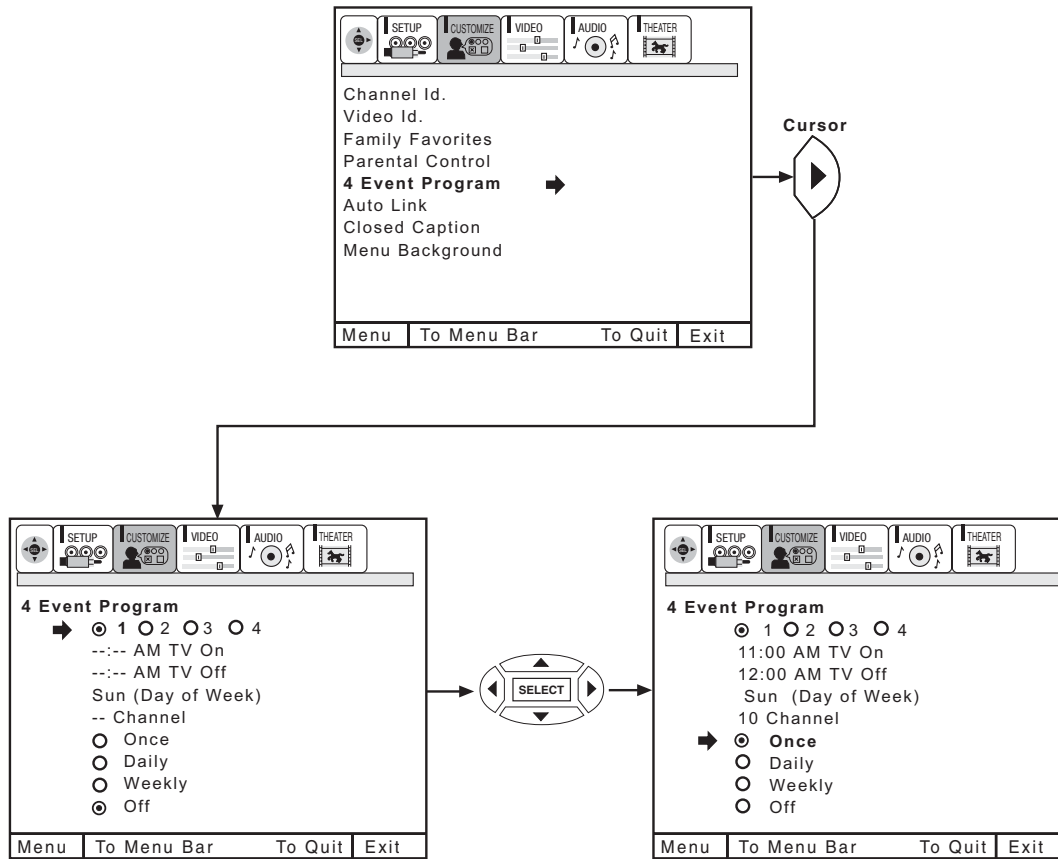 SEL SETUP CUSTOMIZE VIDEO AUDIO THEATER
Channel Id.
Video Id.
Family Favorites
Parental Control
4 Event Program
Auto Link
Closed Caption
Menu Background
Menu To Menu Bar To Quit Exit
Cursor
SEL SETUP CUSTOMIZE VIDEO AUDIO THEATER
4 Event Program
1 2 3 4
--:-- AM TV On
--:-- AM TV Off
Sun (Day of Week)
-- Channel
Once
Daily
Weekly
Off
Menu To Menu Bar To Quit Exit
SELECT
SEL SETUP CUSTOMIZE VIDEO AUDIO THEATER
4 Event Program
1 2 3 4
11:00 AM TV On
12:00 AM TV Off
Sun (Day of Week)
10 Channel
Once
Daily
Weekly
Off
Menu To Menu Bar To Quit Exit